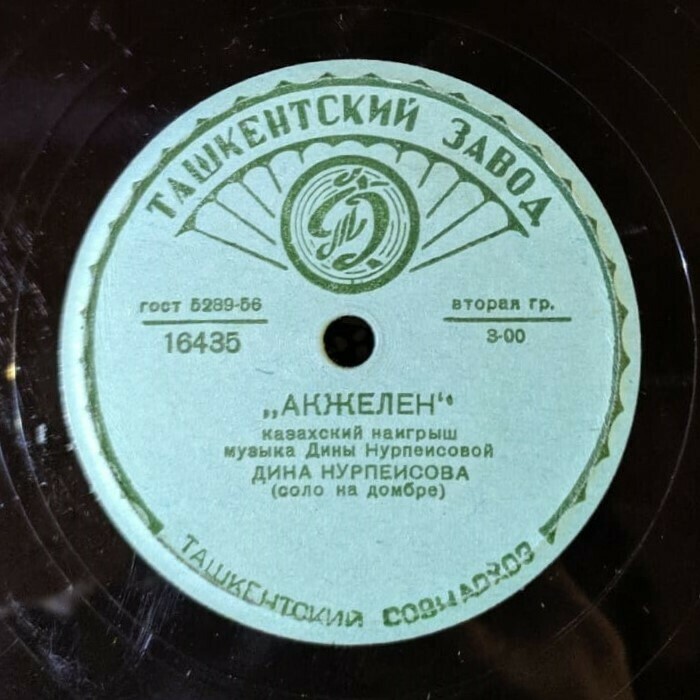 ТАШКЕНТСКИЙ ЗАВОД
гост 5289-56
16435
вторая гр.
3-00
„АКЖЕЛЕН“
казахский наигрыш
музыка Дины Нурпеисовой
ДИНА НУРПЕИСОВА
(соло на домбре)
ТАШКЕНТСКИЙ СОВНАРХОЗ